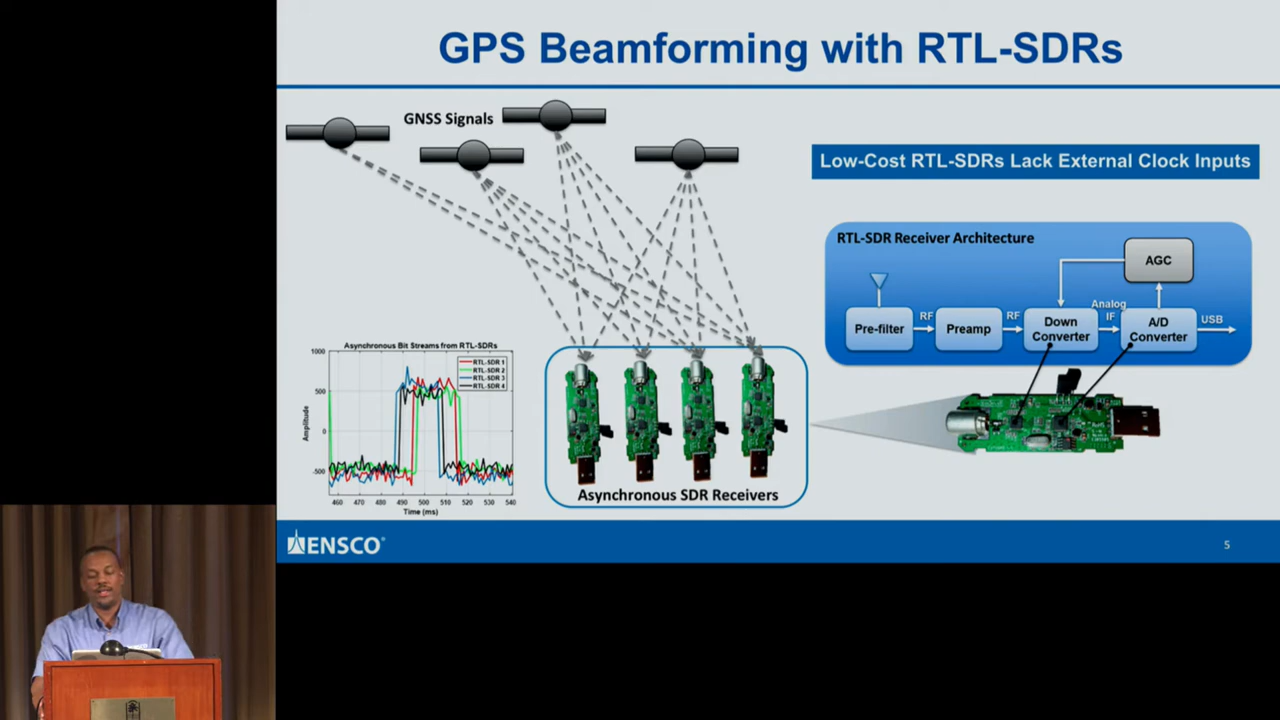 GPS Beamforming with RTL-SDRs
GNSS Signals
Low-Cost RTL-SDRs Lack External Clock Inputs
RTL-SDR Receiver Architecture
AGC
Pre-filter
RF
Preamp
RF
Down
Converter
Analog
IF
A/D
Converter
USB
Asynchronous Bit Streams from RTL-SDRs
RTL-SDR 1
RTL-SDR 2
RTL-SDR 3
RTL-SDR 4
1000
500
0
-500
Amplitude
460 470 480 490 500 510 520 530 540
Time (ms)
Asynchronous SDR Receivers
ENSCO®
5